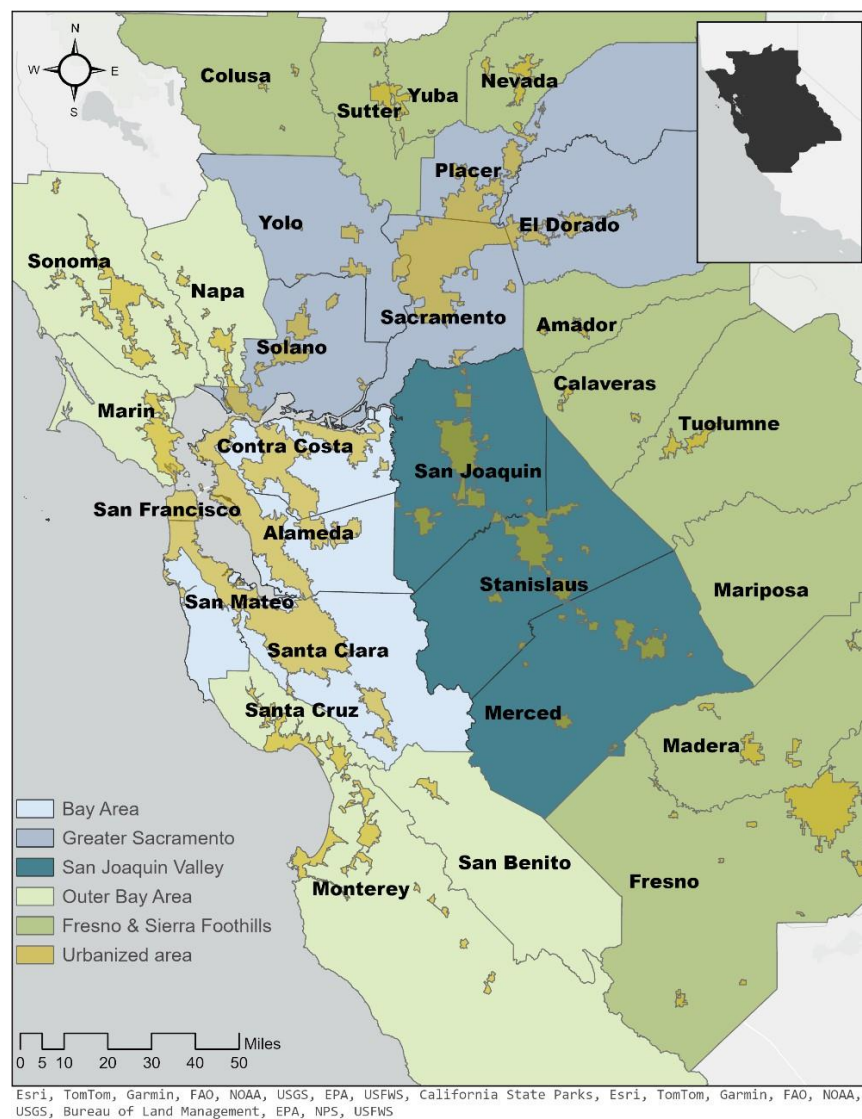 N
W E
S
Colusa
Sutter
Yuba
Nevada
Placer
Yolo
El Dorado
Sonoma
Napa
Sacramento
Amador
Solano
Calaveras
Marin
Tuolumne
Contra Costa
San Joaquin
San Francisco
Alameda
Stanislaus
Mariposa
San Mateo
Santa Clara
Santa Cruz
Merced
Madera
Bay Area
Greater Sacramento
San Joaquin Valley
Outer Bay Area
Fresno & Sierra Foothills
Urbanized area
San Benito
Fresno
Monterey
Miles
0 5 10 20 30 40 50
Esri, TomTom, Garmin, FAO, NOAA, USGS, EPA, USFWS, California State Parks, Esri, TomTom, Garmin, FAO, NOAA,
USGS, Bureau of Land Management, EPA, NPS, USFWS